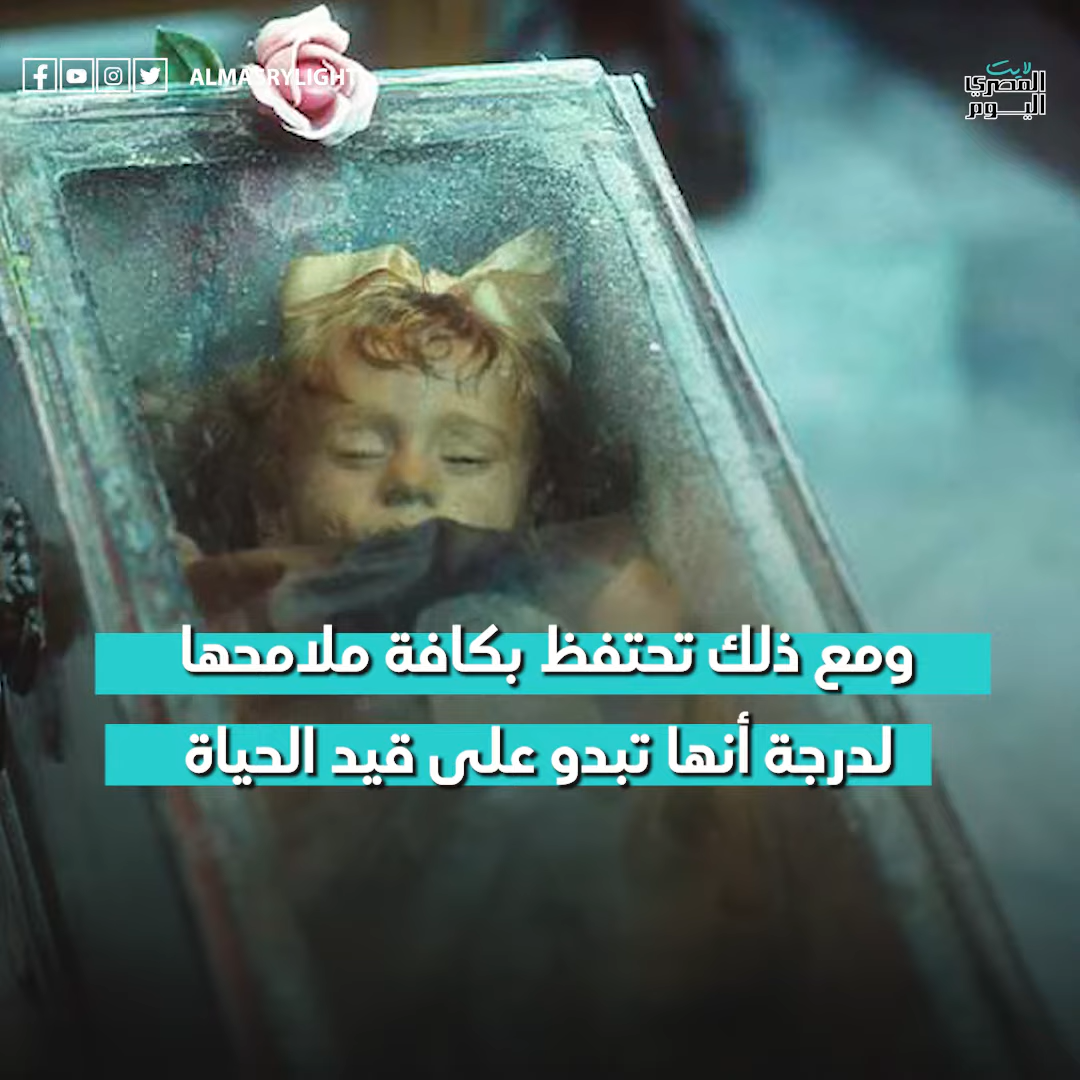 ALMASRYLIGHT
لايت
المصري
اليوم
ومع ذلك تحتفظ بكافة ملامحها
لدرجة أنها تبدو على قيد الحياة